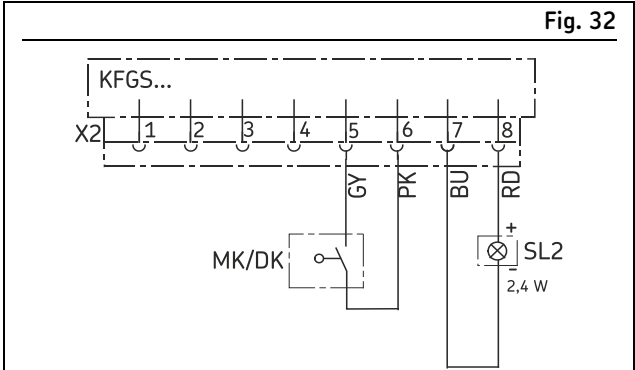 Fig. 32
KFGS...
X2 1 2 3 4 5 6 7 8
GY PK BU RD
MK/DK
+
SL2
–
2,4 W